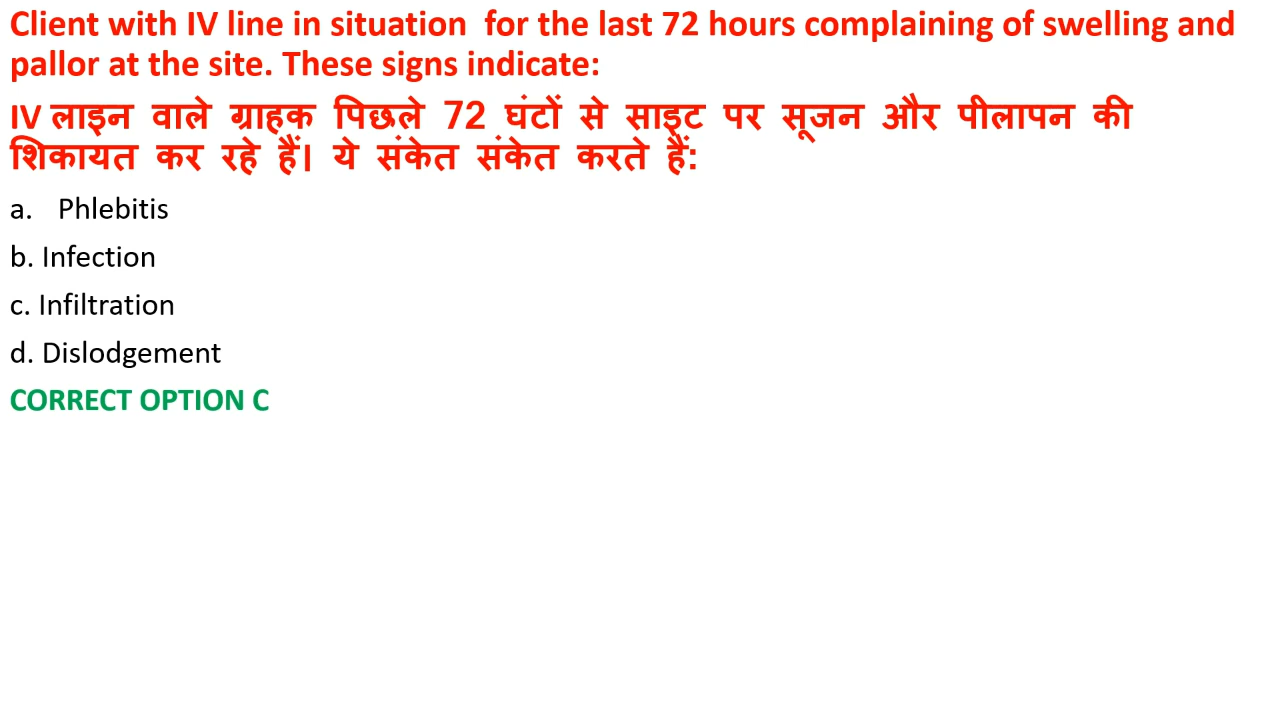 Client with IV line in situation for the last 72 hours complaining of swelling and
pallor at the site. These signs indicate:
IV लाइन वाले ग्राहक पिछले 72 घंटों से साइट पर सूजन और पीलापन की
शिकायत कर रहे हैं। ये संकेत संकेत करते हैं:
a. Phlebitis
b. Infection
c. Infiltration
d. Dislodgement
CORRECT OPTION C